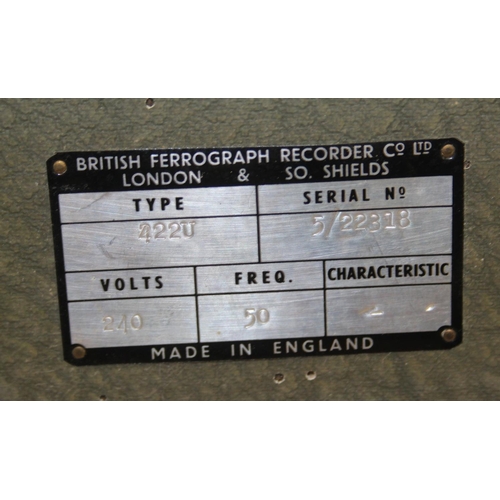 BRITISH FERROGRAPH RECORDER Cº LTD
LONDON & SO. SHIELDS
TYPE SERIAL Nº
422U 5/22318
VOLTS FREQ. CHARACTERISTIC
240 50 -
MADE IN ENGLAND